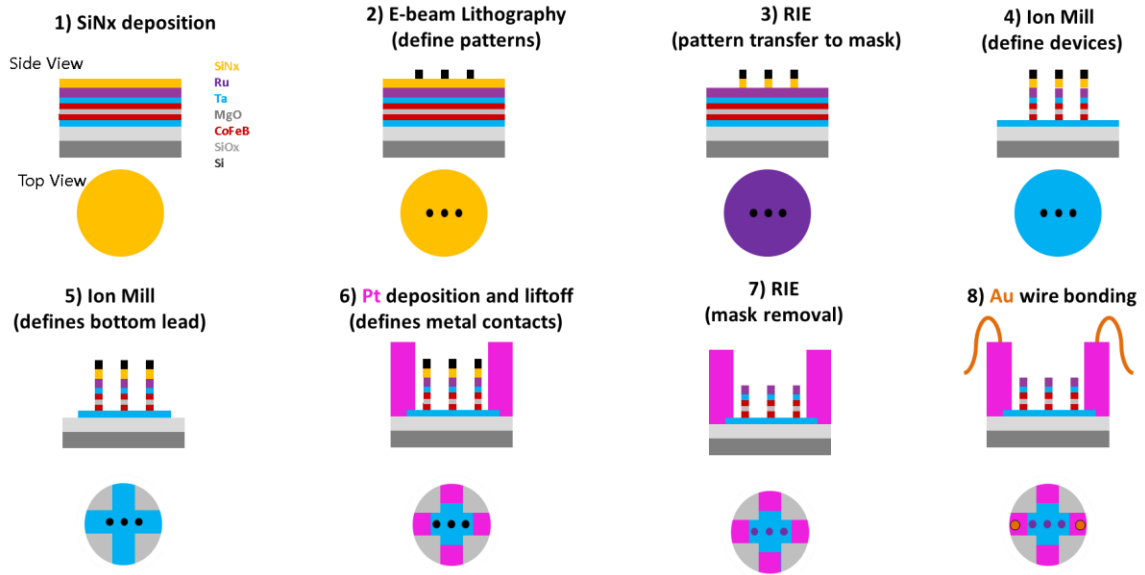 1) SiNx deposition
2) E-beam Lithography
(define patterns)
3) RIE
(pattern transfer to mask)
4) Ion Mill
(define devices)
Side View
SiNx
Ru
Ta
MgO
CoFeB
SiOx
Si
Top View
5) Ion Mill
(defines bottom lead)
6) Pt deposition and liftoff
(defines metal contacts)
7) RIE
(mask removal)
8) Au wire bonding